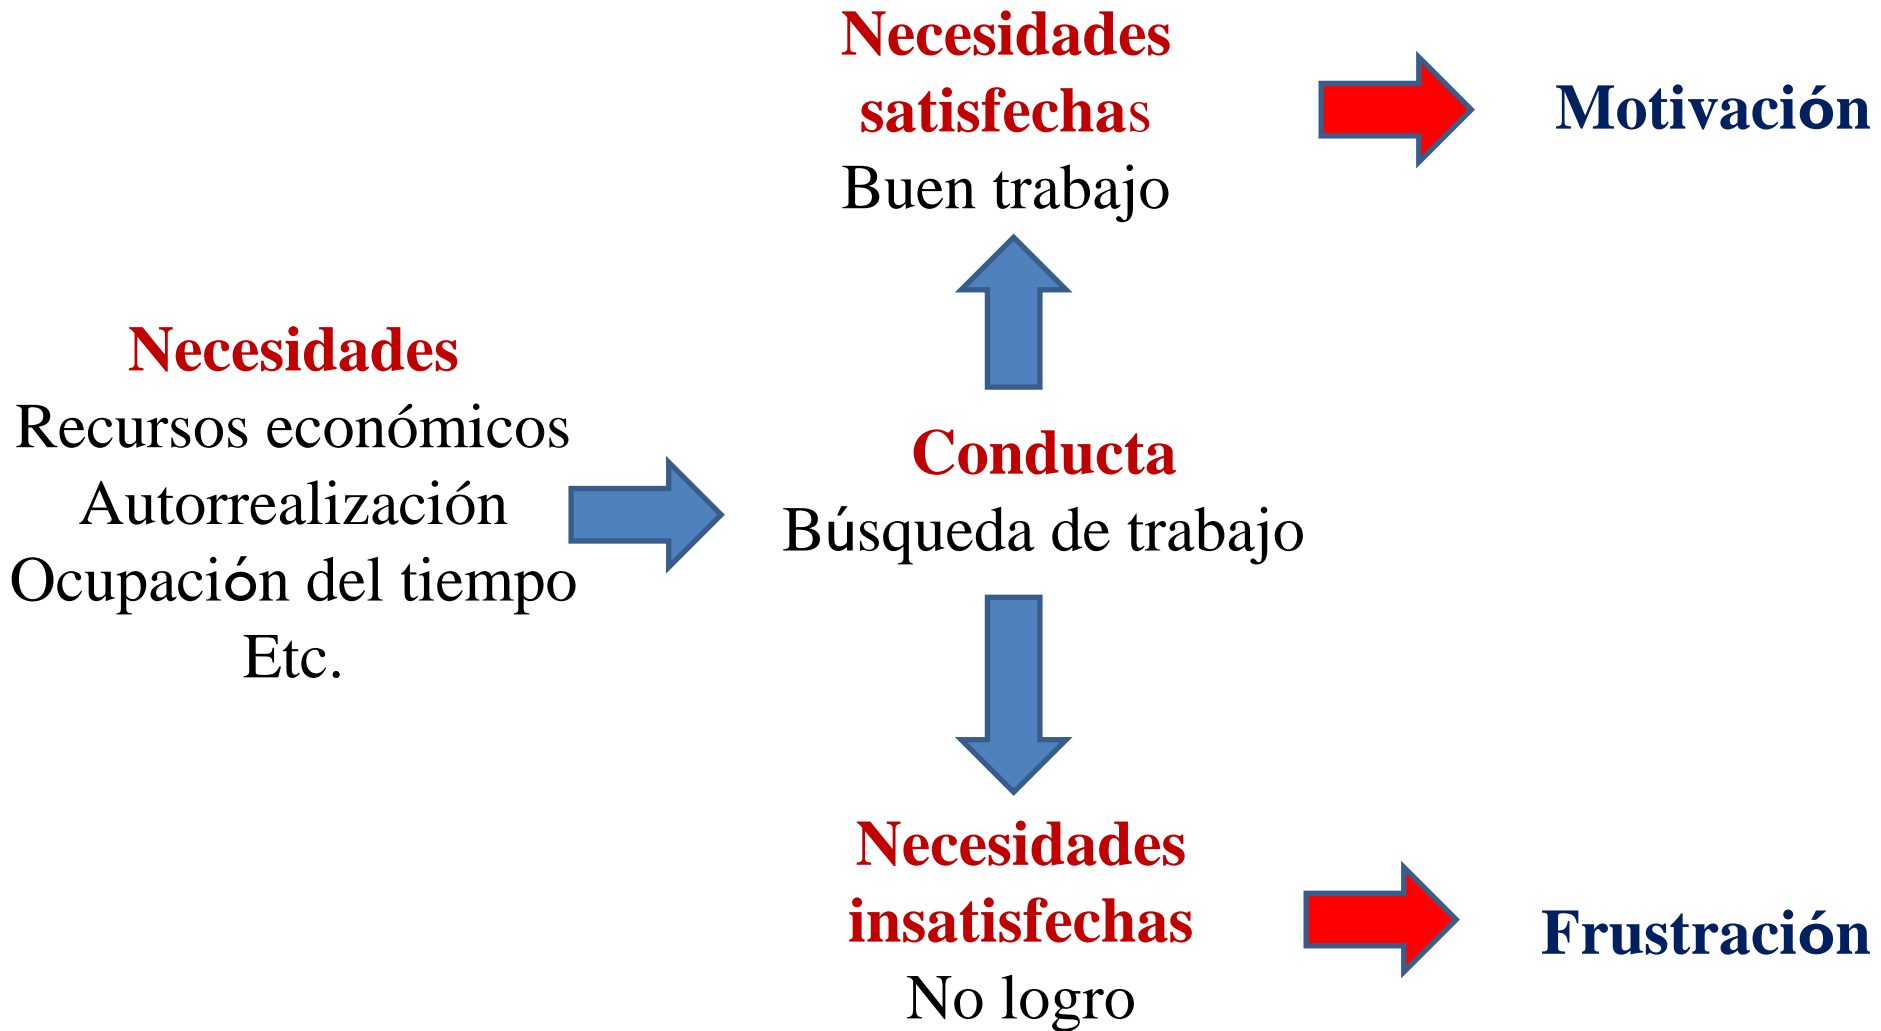 Necesidades
satisfechas
Buen trabajo
Motivación
Necesidades
Recursos económicos
Autorrealización
Ocupación del tiempo
Etc.
Conducta
Búsqueda de trabajo
Necesidades
insatisfechas
No logro
Frustración